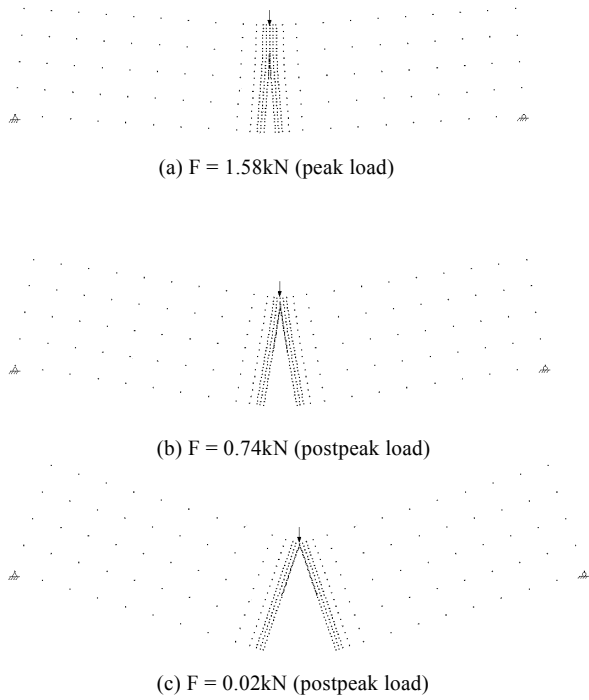 (a) F = 1.58kN (peak load)
(b) F = 0.74kN (postpeak load)
(c) F = 0.02kN (postpeak load)